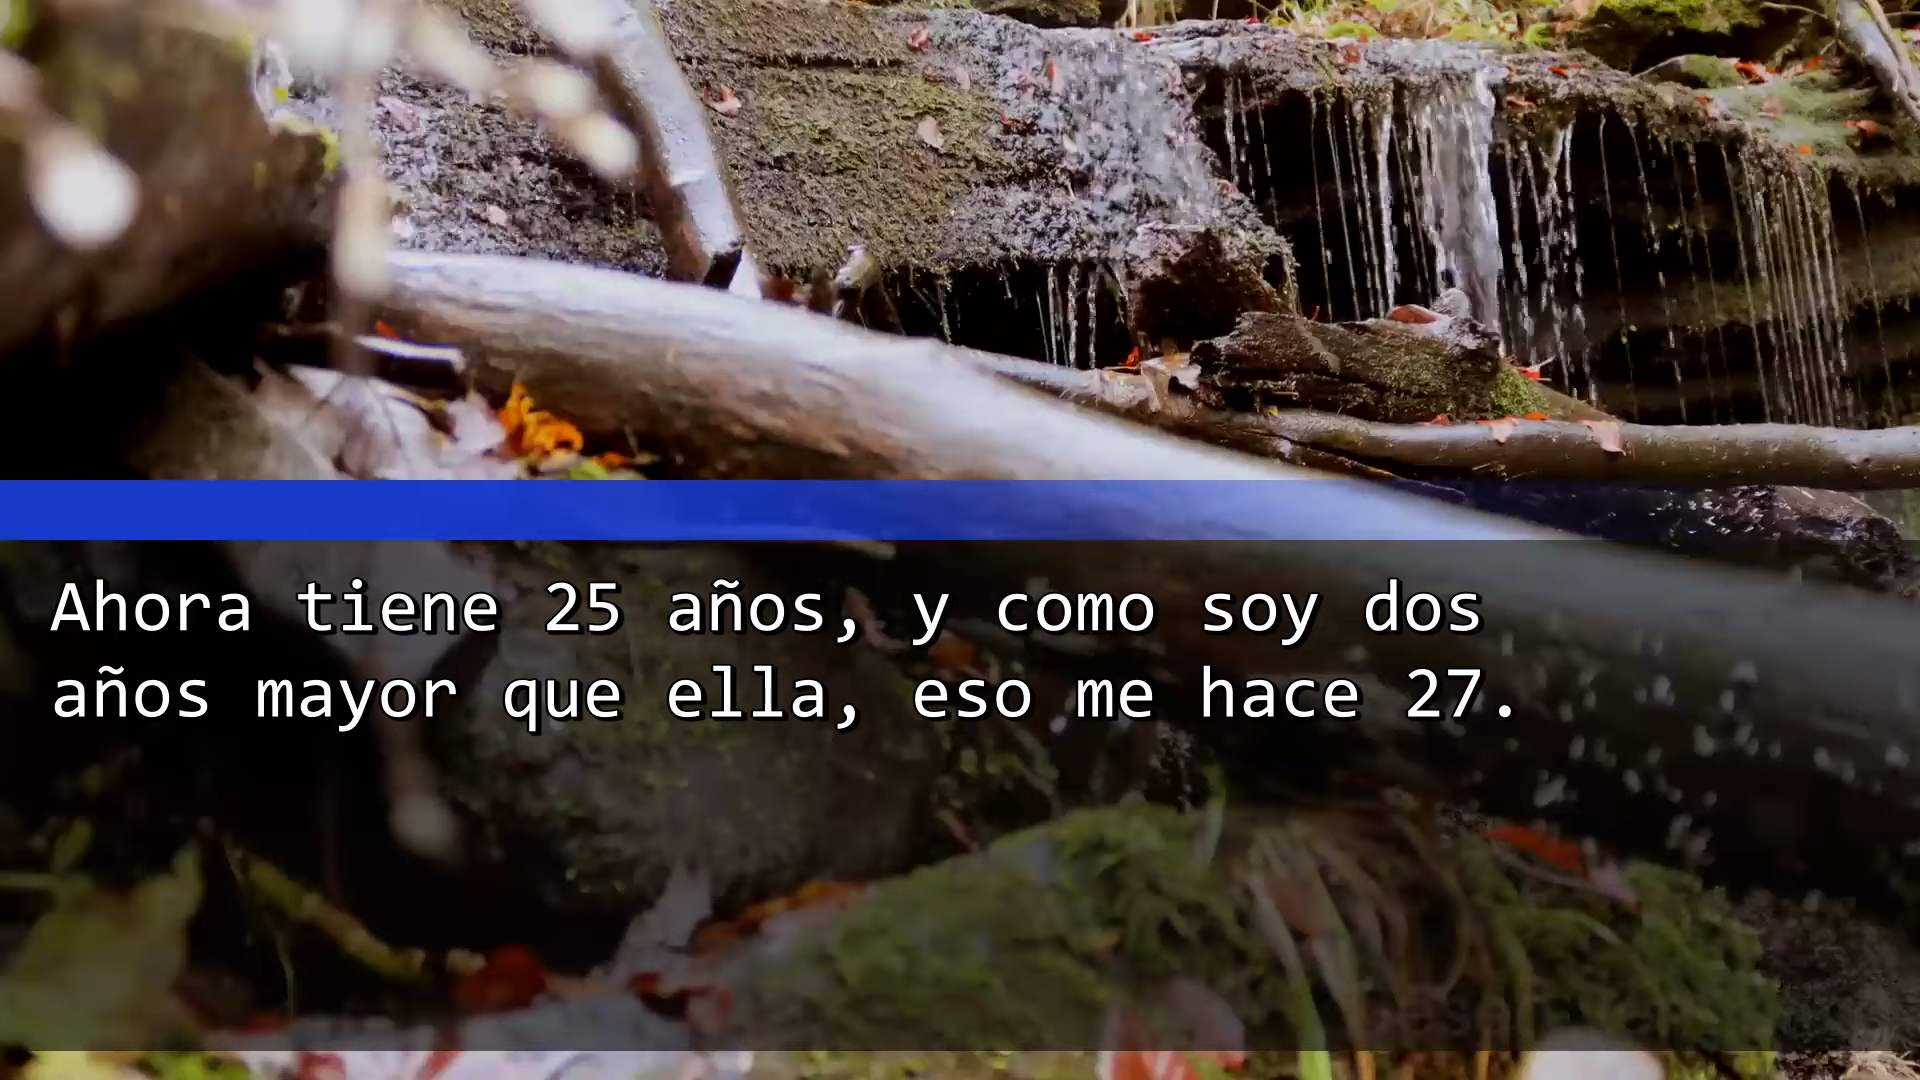 Ahora tiene 25 años, y como soy dos
años mayor que ella, eso me hace 27.